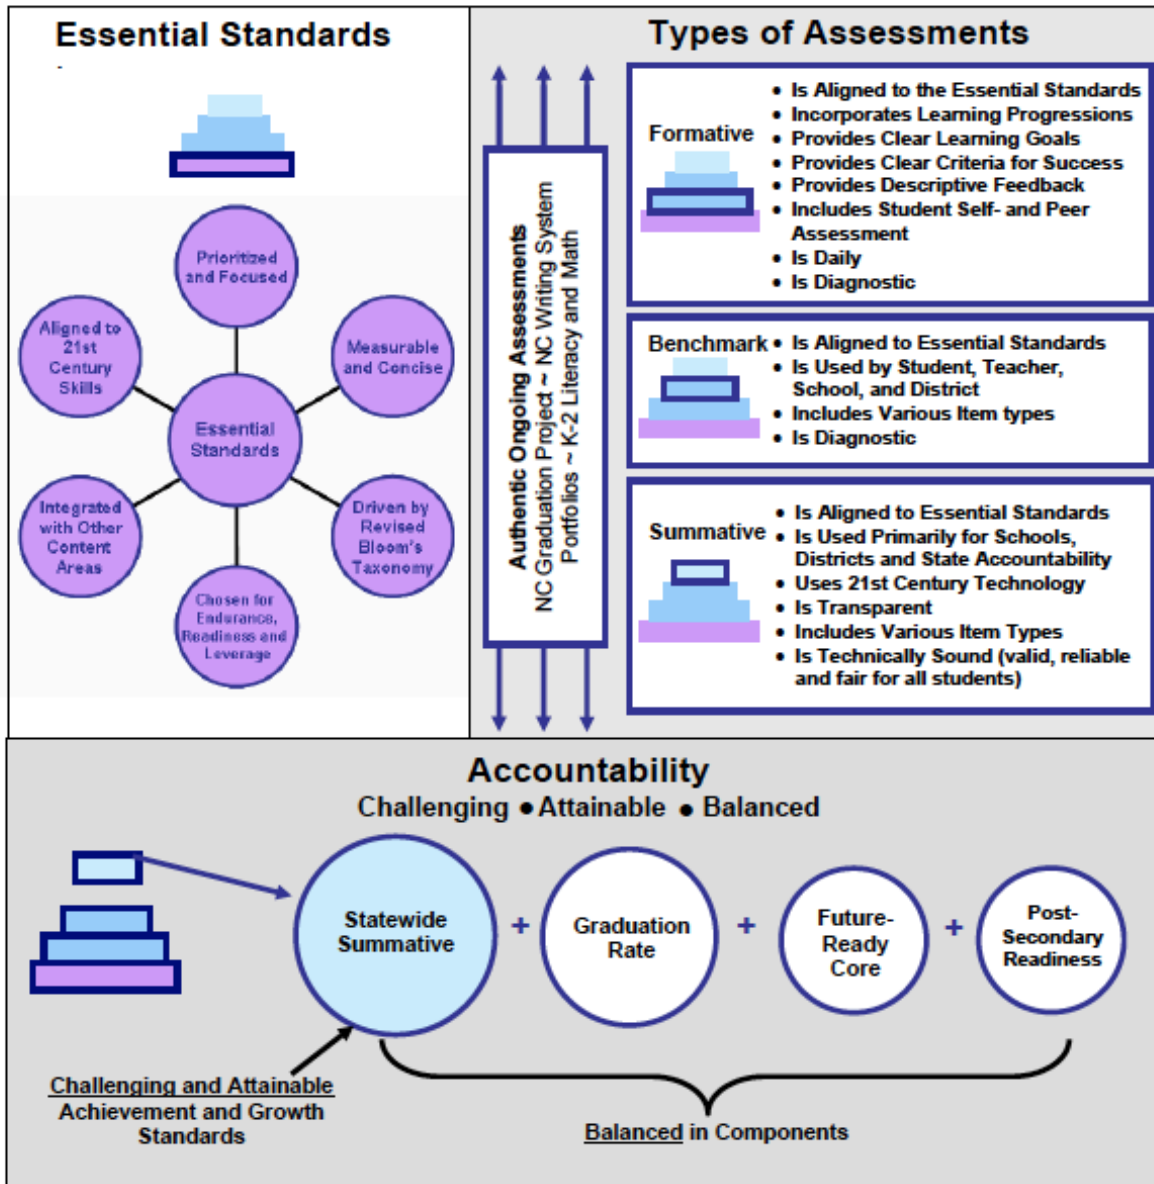 Essential Standards
Prioritized
and Focused
Aligned to
21st
Century
Skills
Measurable
and Concise
Essential
Standards
Integrated
with Other
Content
Areas
Driven by
Revised
Bloom's
Taxonomy
Chosen for
Endurance,
Readiness and
Leverage
Types of Assessments
Authentic Ongoing Assessments
NC Graduation Project ~ NC Writing System
Portfolios ~ K-2 Literacy and Math
Formative
• Is Aligned to the Essential Standards
• Incorporates Learning Progressions
• Provides Clear Learning Goals
• Provides Clear Criteria for Success
• Provides Descriptive Feedback
• Includes Student Self- and Peer
Assessment
• Is Daily
• Is Diagnostic
Benchmark
• Is Aligned to Essential Standards
• Is Used by Student, Teacher,
School, and District
• Includes Various Item types
• Is Diagnostic
Summative
• Is Aligned to Essential Standards
• Is Used Primarily for Schools,
Districts and State Accountability
• Uses 21st Century Technology
• Is Transparent
• Includes Various Item Types
• Is Technically Sound (valid, reliable
and fair for all students)
Accountability
Challenging • Attainable • Balanced
Statewide
Summative
+
Graduation
Rate
+
Future-
Ready
Core
+
Post-
Secondary
Readiness
Challenging and Attainable
Achievement and Growth
Standards
Balanced in Components